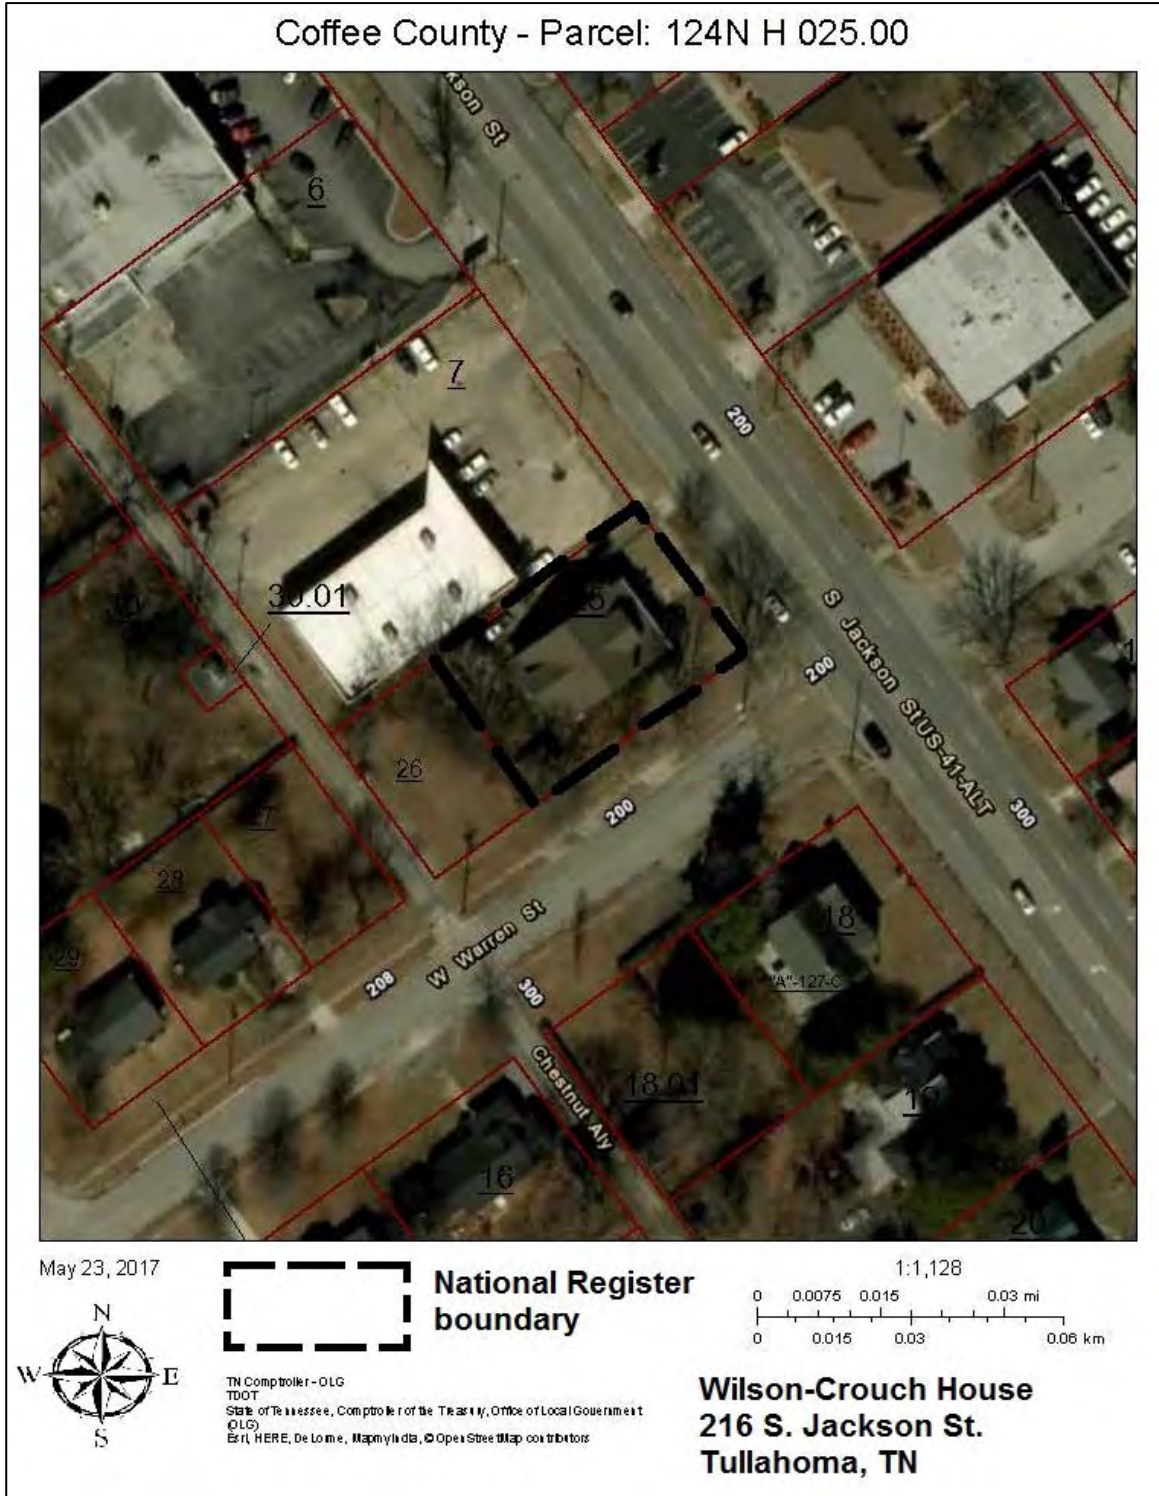 Coffee County - Parcel: 124N H 025.00
kson St
6
7
200
30.01
25
S Jackson St/US-41-ALT
200
26
200
300
27
28
18
"A"-127-C
29
W Warren St
208
300
Chestnut Aly
18.01
19
16
20
May 23, 2017
National Register
boundary
1:1,128
0 0.0075 0.015 0.03 mi
0 0.015 0.03 0.06 km
N
W E
S
TN Comptroller - OLG
TDOT
State of Tennessee, Comptroller of the Treasury, Office of Local Government
(OLG)
Esri, HERE, DeLorme, MapmyIndia, © OpenStreetMap contributors
Wilson-Crouch House
216 S. Jackson St.
Tullahoma, TN